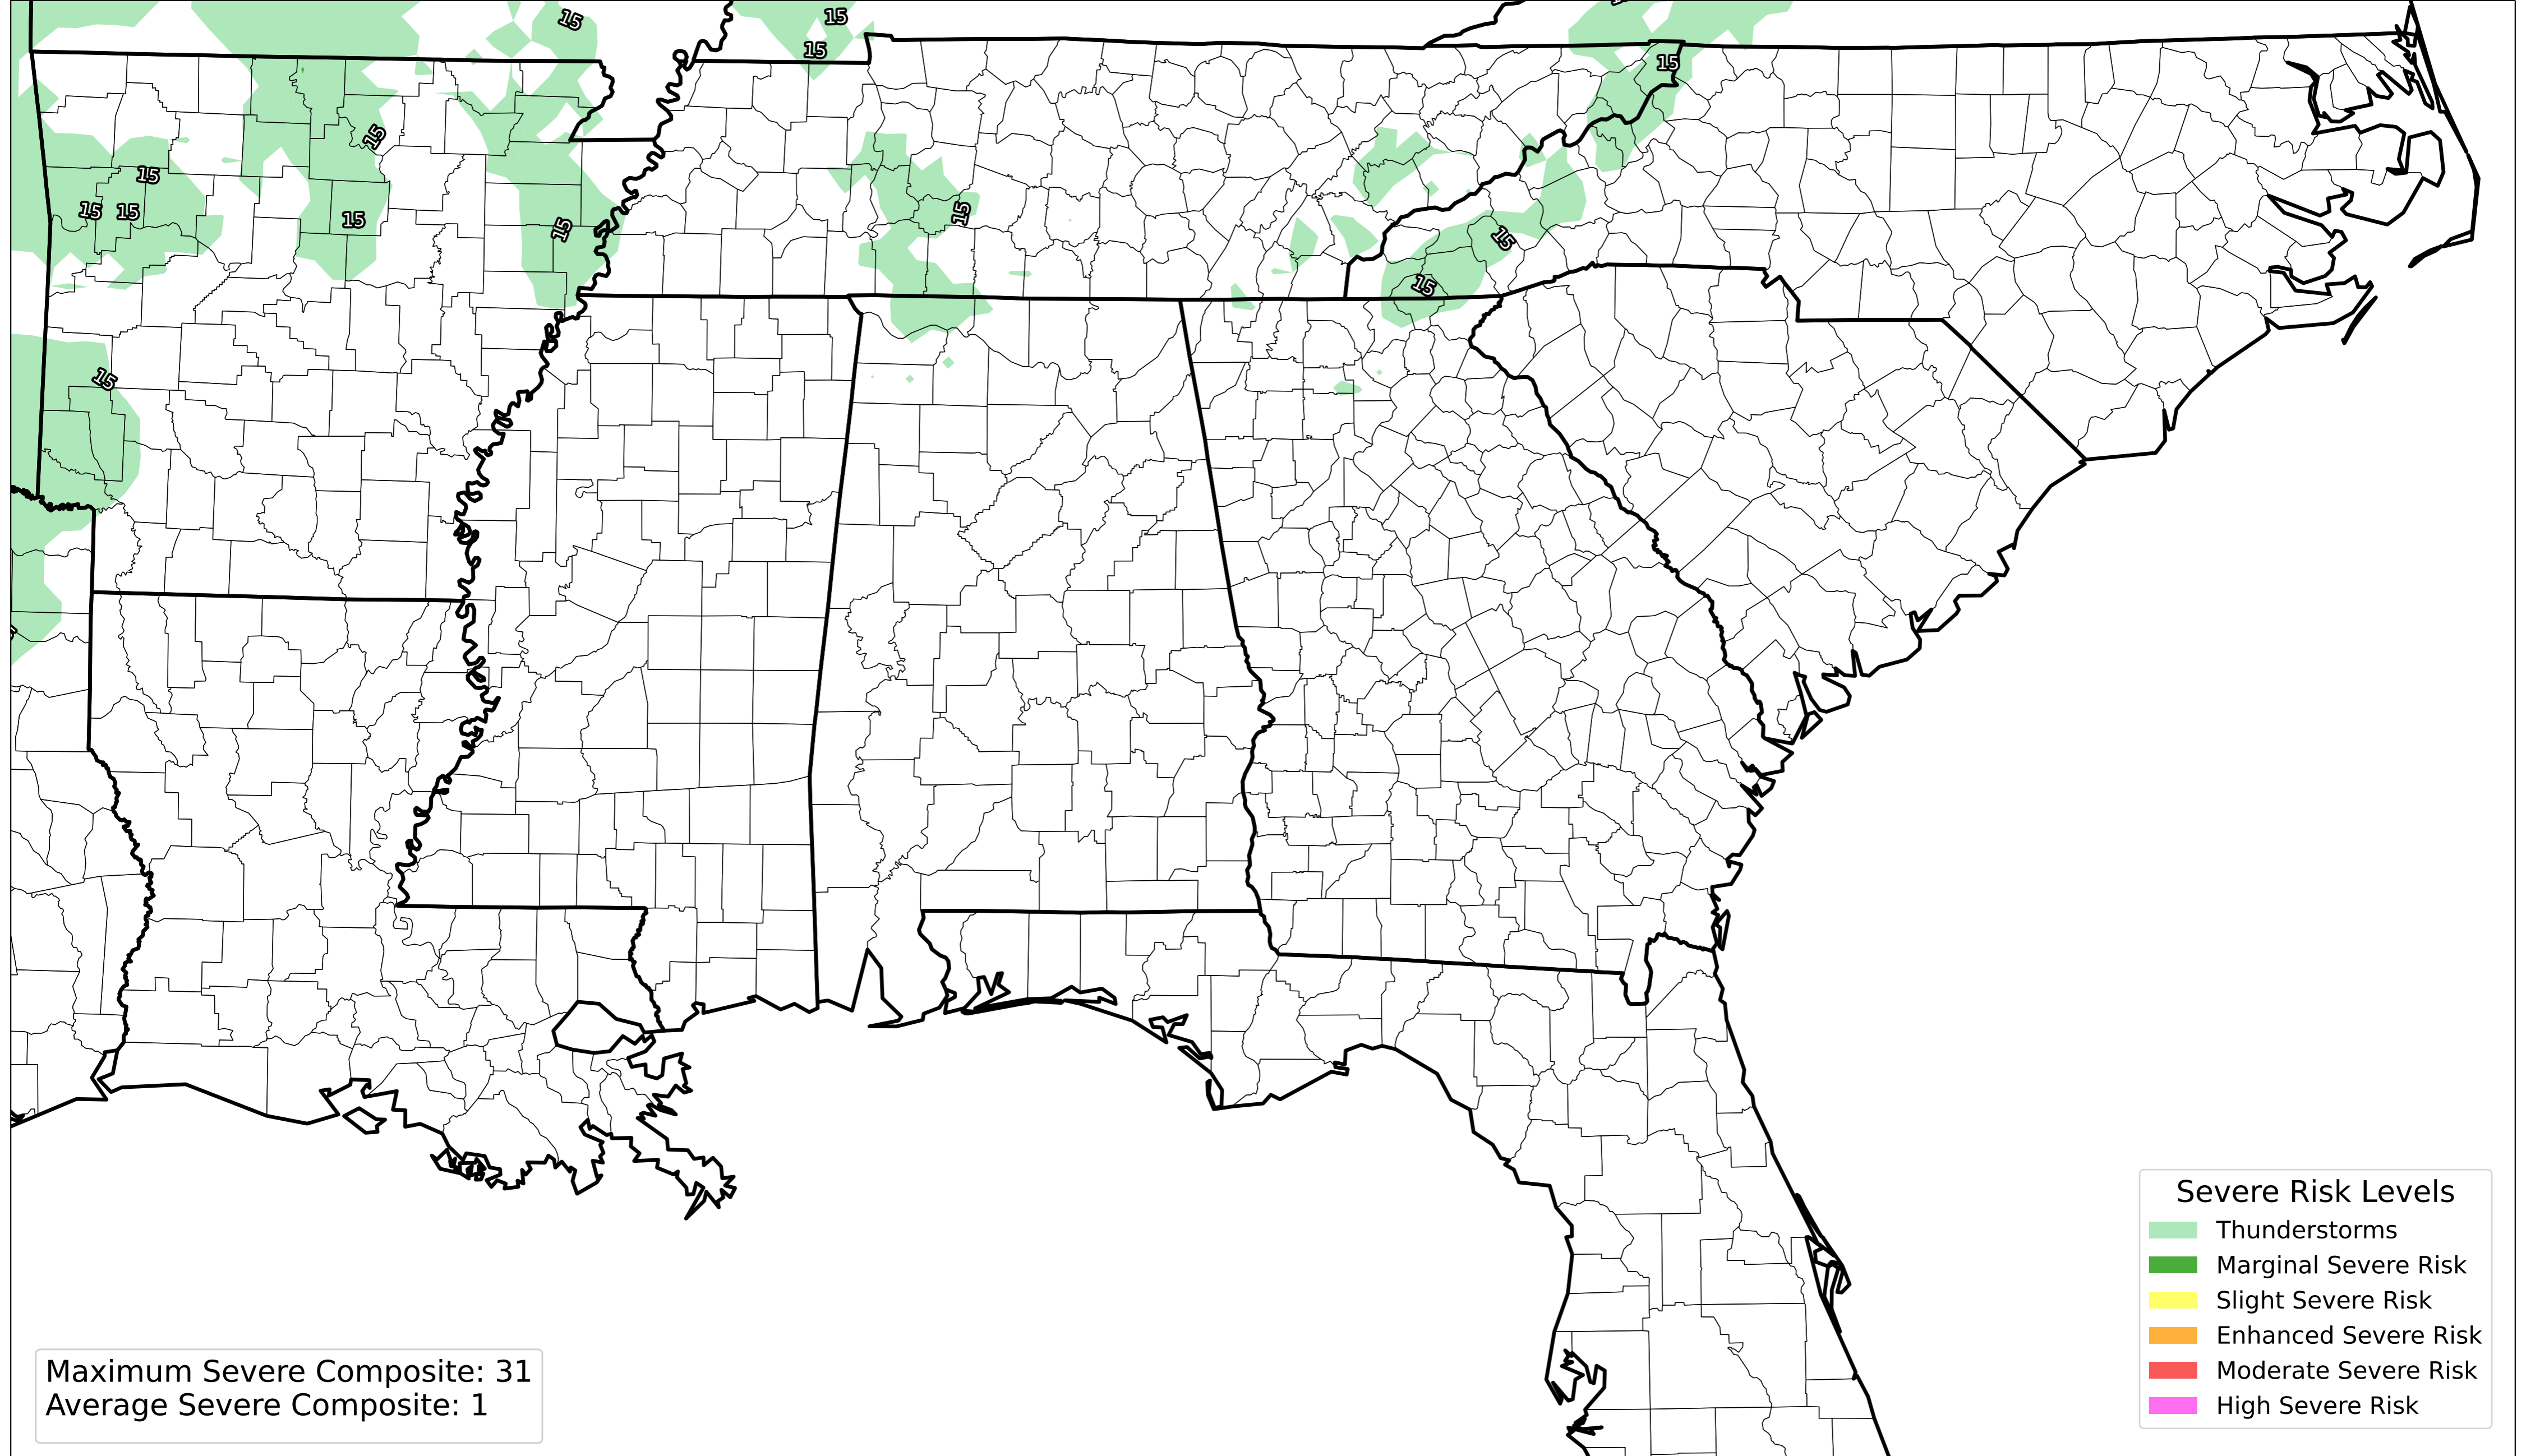 15
15
15
15
15
15
15
15
15
15
15
15
15
15
Severe Risk Levels
Thunderstorms
Marginal Severe Risk
Slight Severe Risk
Enhanced Severe Risk
Moderate Severe Risk
High Severe Risk
Maximum Severe Composite: 31
Average Severe Composite: 1